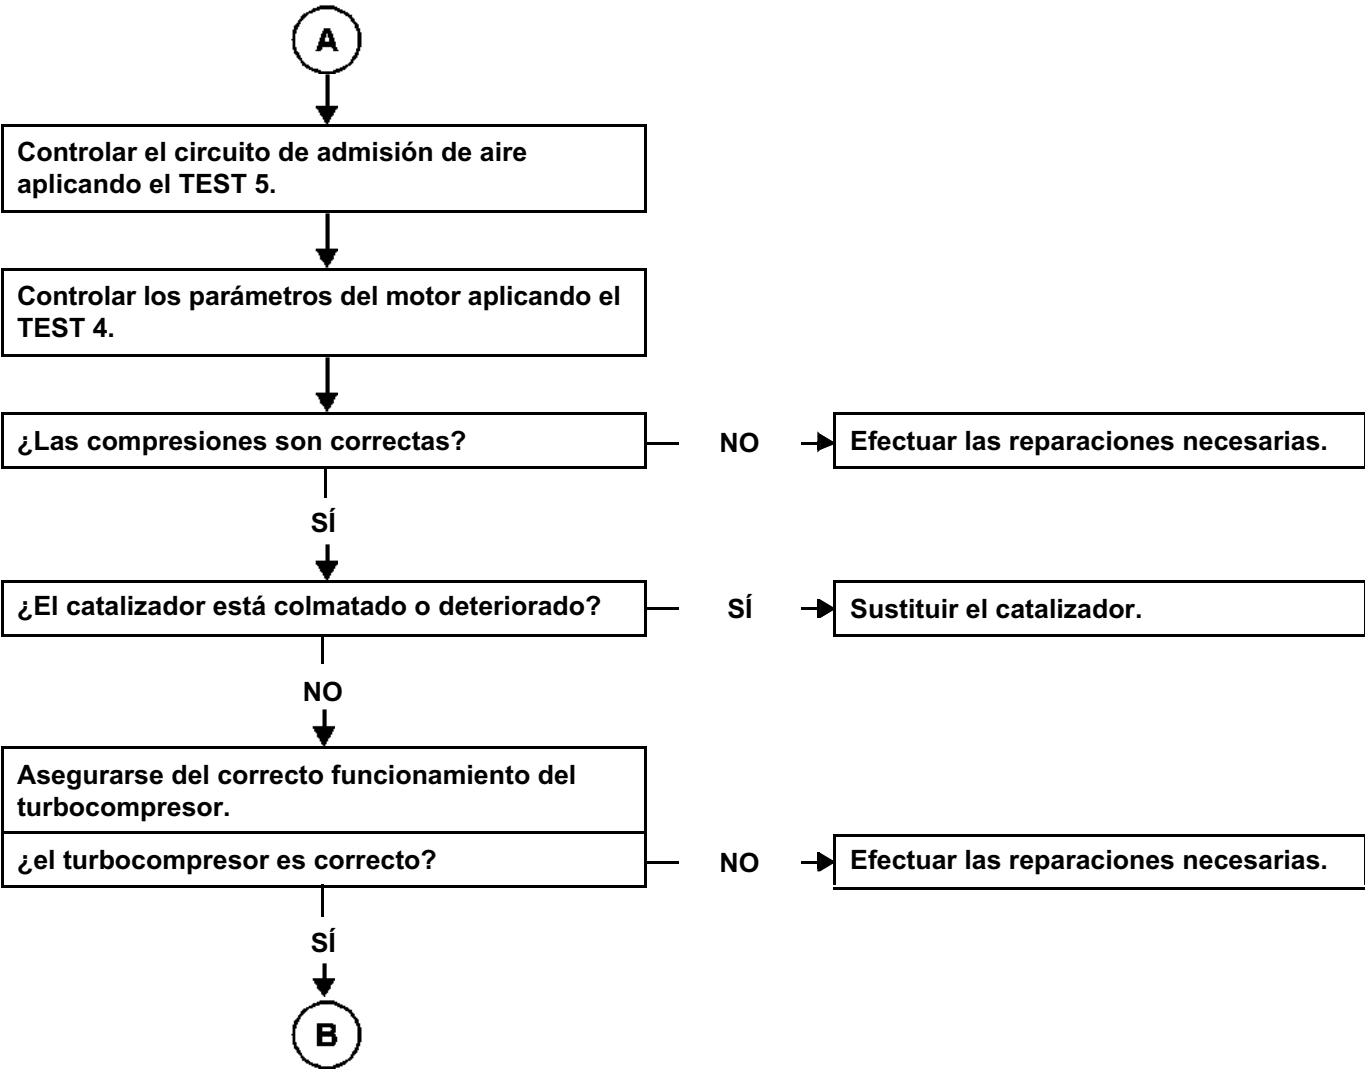 A
Controlar el circuito de admisión de aire
aplicando el TEST 5.
Controlar los parámetros del motor aplicando el
TEST 4.
¿Las compresiones son correctas?
NO
Efectuar las reparaciones necesarias.
SÍ
¿El catalizador está colmatado o deteriorado?
SÍ
Sustituir el catalizador.
NO
Asegurarse del correcto funcionamiento del
turbocompresor.
¿el turbocompresor es correcto?
NO
Efectuar las reparaciones necesarias.
SÍ
B